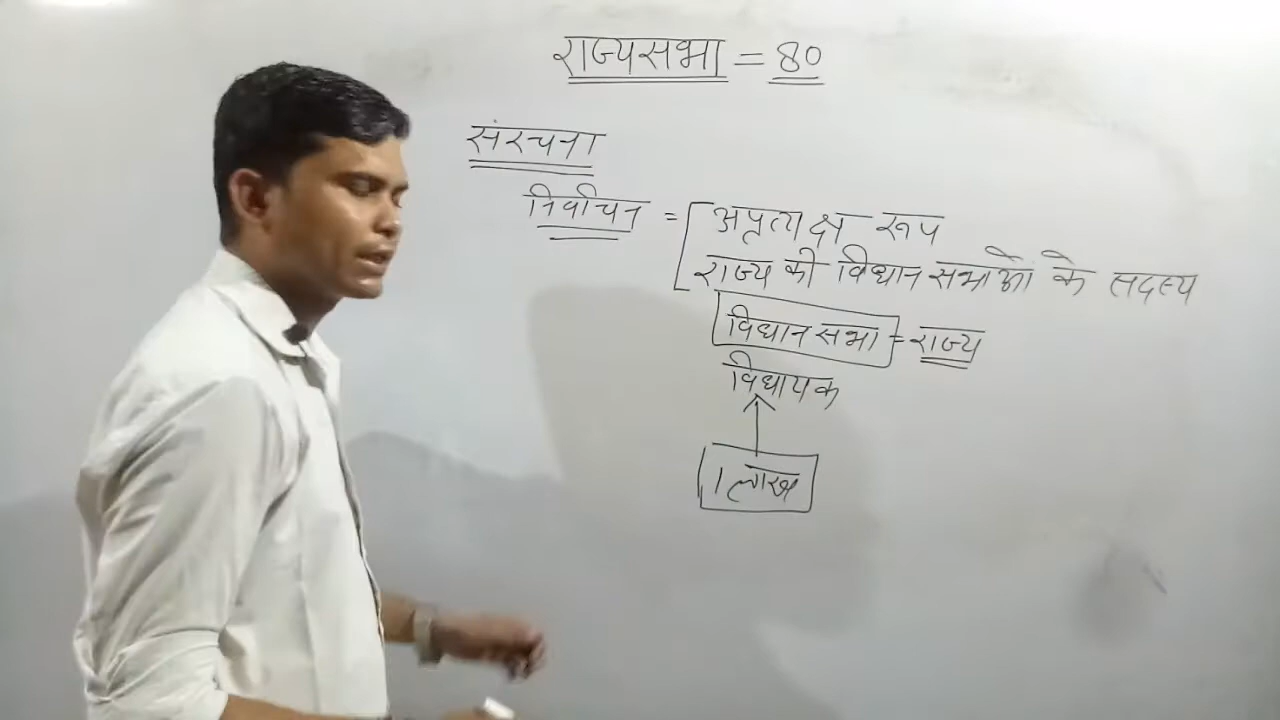 राज्यसभा = 80
संरचना
निर्वाचन = [ अप्रत्यक्ष रूप
राज्य की विधान सभाओं के सदस्य
विधान सभा = राज्य
विधायक
1 लाख